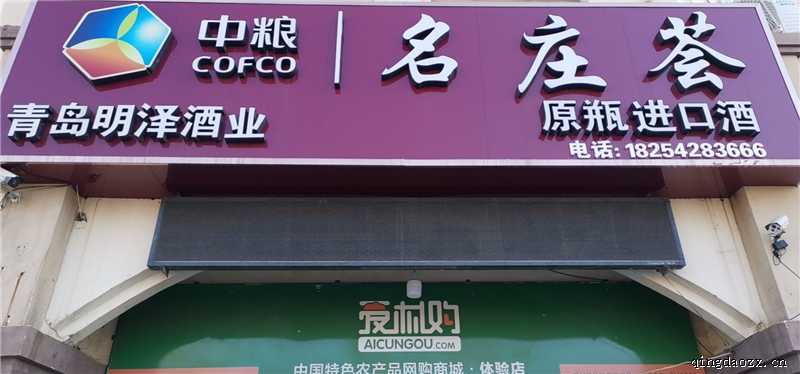 中粮
COFCO
名庄荟
青岛明泽酒业
原瓶进口酒
电话: 18254283666
爱村购
AICUNGOU.COM
中国特色农产品网购商城·体验店
qingdaozx.cn